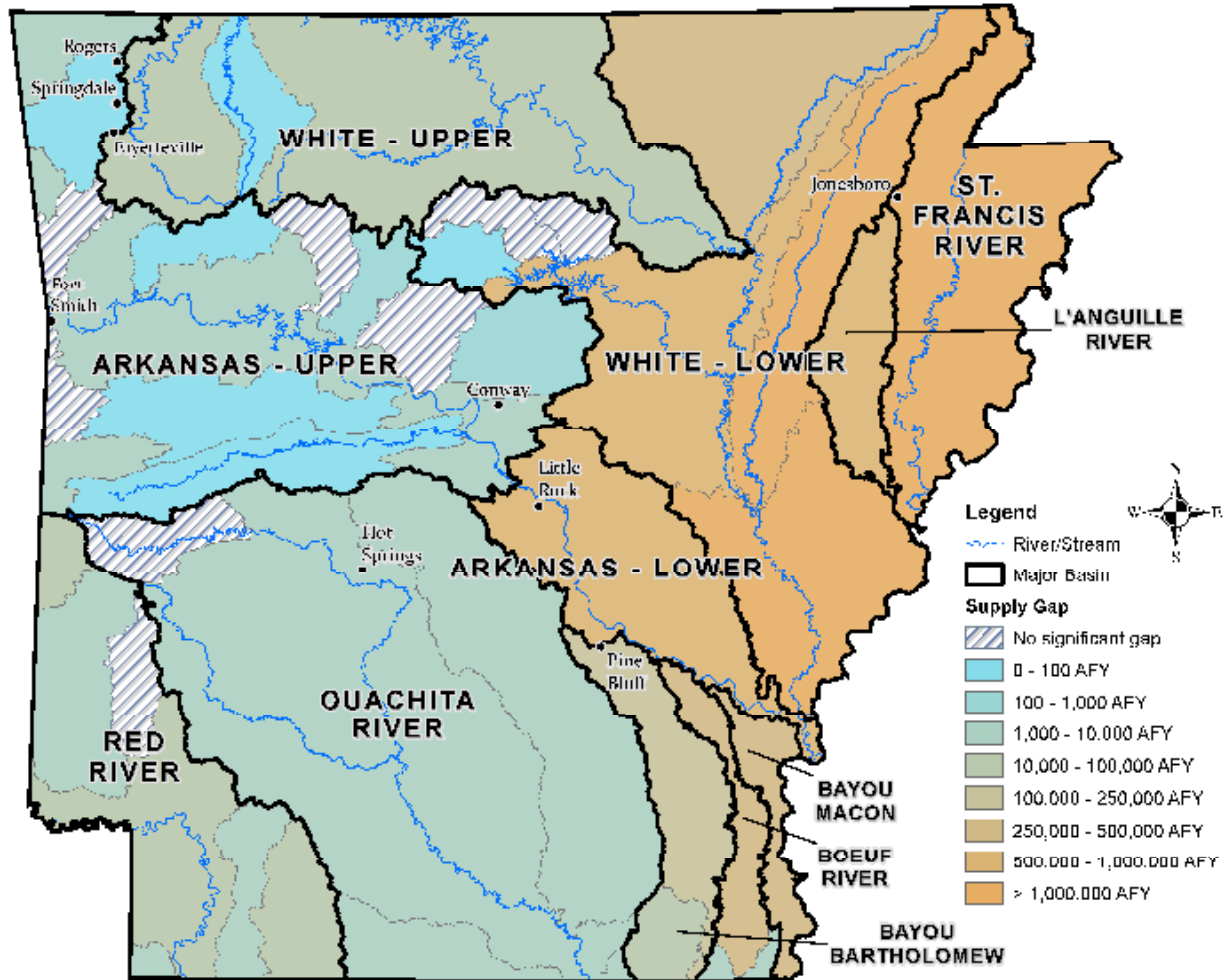 Rogers
Springdale
Fayetteville
WHITE - UPPER
Jonesboro
ST.
FRANCIS
RIVER
Fort
Smith
L'ANGUILLE
RIVER
ARKANSAS - UPPER
WHITE - LOWER
Conway
Little
Rock
Hot
Springs
ARKANSAS - LOWER
Pine
Bluff
OUACHITA
RIVER
RED
RIVER
BAYOU
MACON
BOEUF
RIVER
BAYOU
BARTHOLOMEW
N
W
E
S
Legend
River/Stream
Major Basin
Supply Gap
No significant gap
0 - 100 AFY
100 - 1,000 AFY
1,000 - 10,000 AFY
10,000 - 100,000 AFY
100,000 - 250,000 AFY
250,000 - 500,000 AFY
500,000 - 1,000,000 AFY
> 1,000,000 AFY